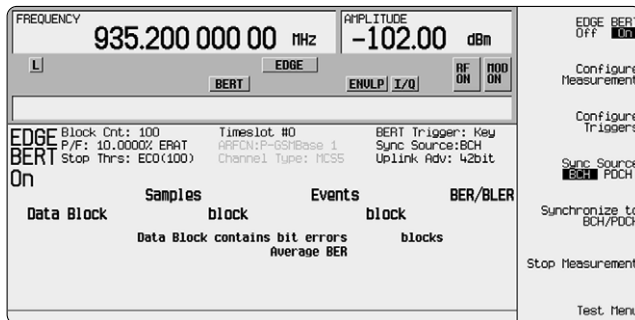 FREQUENCY
935.200 000 00 MHz
AMPLITUDE
-102.00 dBm
L
EDGE
BERT
ENVLP
I/Q
RF ON
MOD ON
EDGE BERT On
Block Cnt: 100
P/F: 10.0000% ERAT
Stop Thrs: EC0(100)
Timeslot #0
ARFCN:P-GSMBase 1
Channel Type: MCS5
BERT Trigger: Key
Sync Source:BCH
Uplink Adv: 42bit
Samples Events BER/BLER
Data Block block block
Data Block contains bit errors blocks
Average BER
EDGE BERT
Off On
Configure
Measurement
Configure
Triggers
Sync Source
BCH PDCH
Synchronize to
BCH/PDCH
Stop Measurement
Test Menu